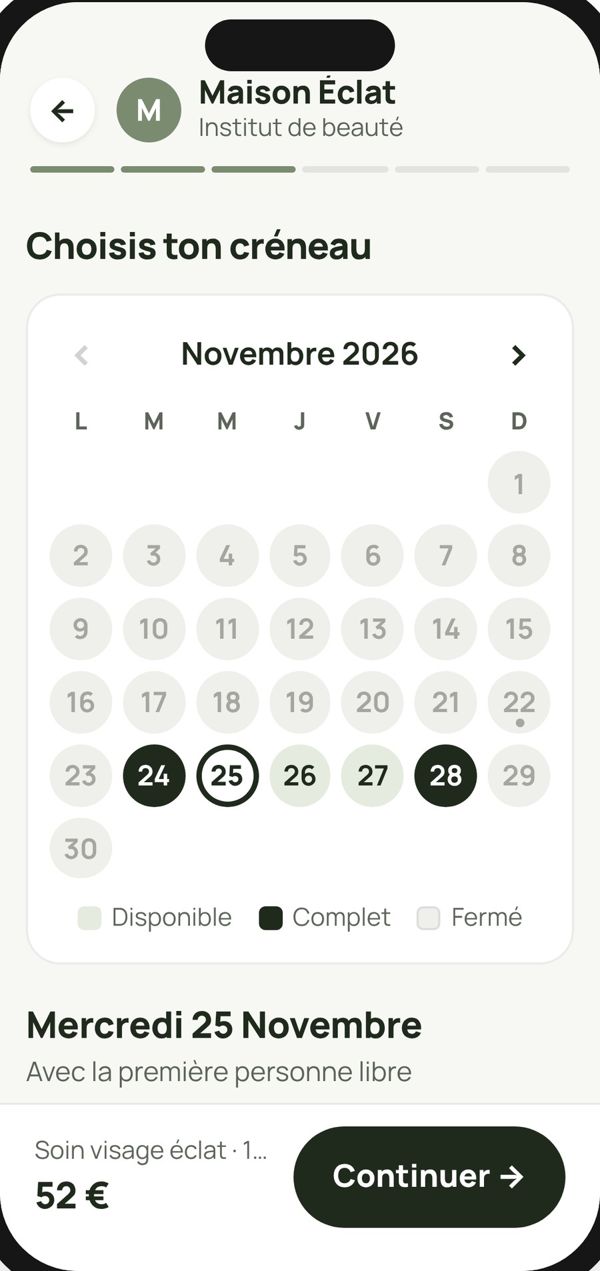 M
Maison Éclat
Institut de beauté
Choisis ton créneau
Novembre 2026
L M M J V S D
1
2 3 4 5 6 7 8
9 10 11 12 13 14 15
16 17 18 19 20 21 22
23 24 25 26 27 28 29
30
Disponible Complet Fermé
Mercredi 25 Novembre
Avec la première personne libre
Soin visage éclat · 1...
52 €
Continuer →